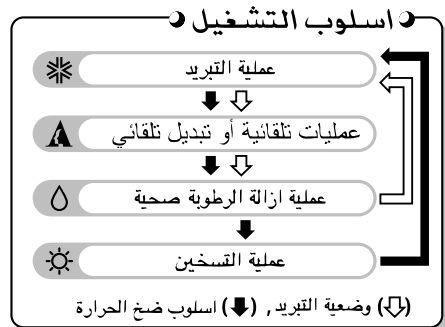 اسلوب التشغيل
عملية التبريد
عمليات تلقائية أو تبديل تلقائي
عملية ازالة الرطوبة صحية
عملية التسخين
(⇩) وضعية التبريد , (⬇) اسلوب ضخ الحرارة